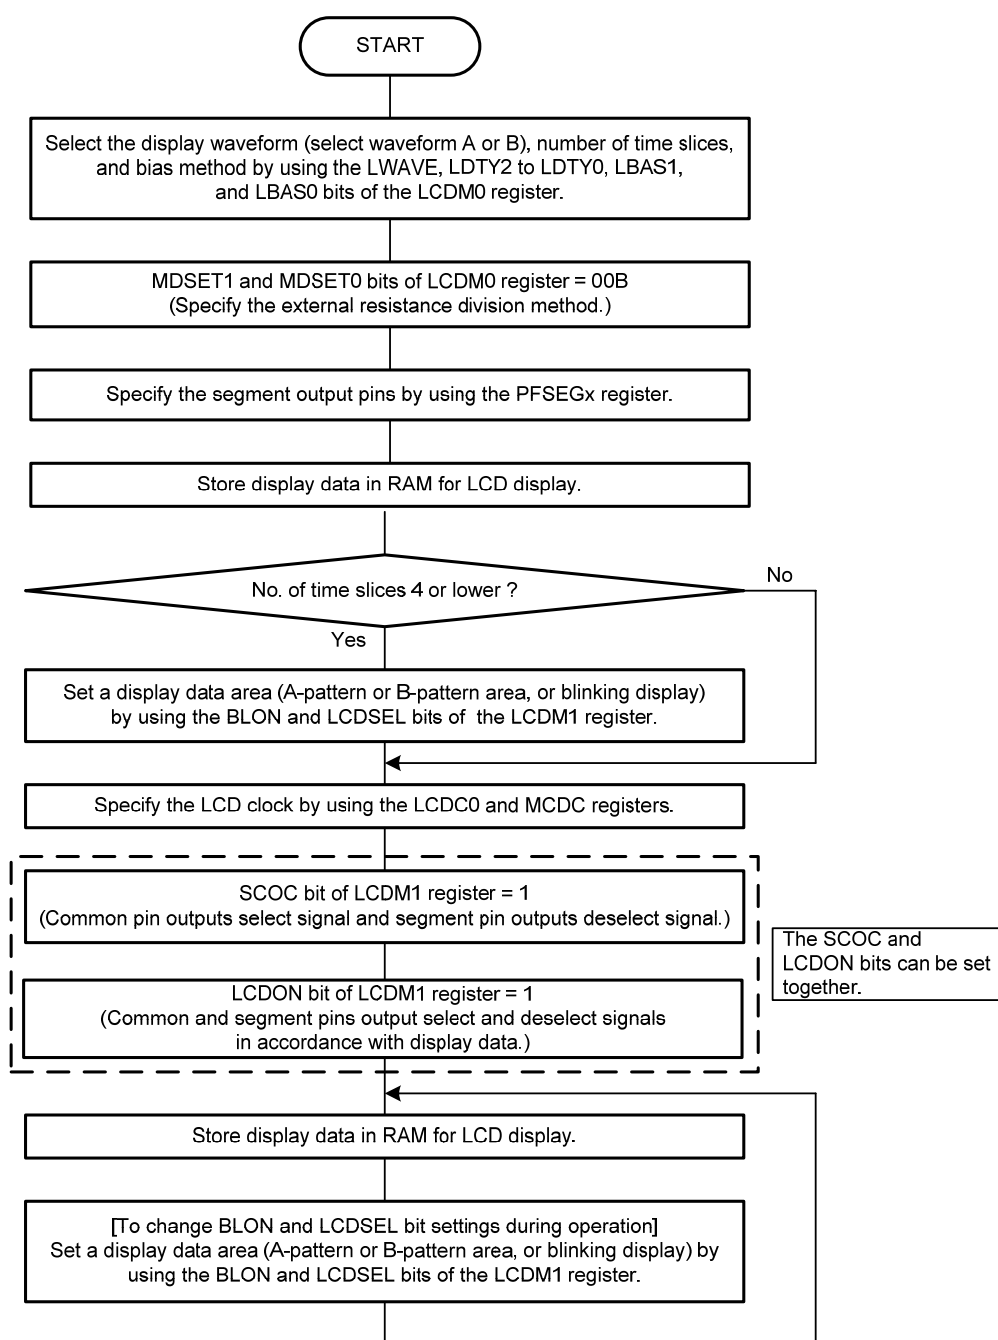 START
Select the display waveform (select waveform A or B), number of time slices,
and bias method by using the LWAVE, LDTY2 to LDTY0, LBAS1,
and LBAS0 bits of the LCDM0 register.
MDSET1 and MDSET0 bits of LCDM0 register = 00B
(Specify the external resistance division method.)
Specify the segment output pins by using the PFSEGx register.
Store display data in RAM for LCD display.
No. of time slices 4 or lower ?
No
Yes
Set a display data area (A-pattern or B-pattern area, or blinking display)
by using the BLON and LCDSEL bits of the LCDM1 register.
Specify the LCD clock by using the LCDC0 and MCDC registers.
SCOC bit of LCDM1 register = 1
(Common pin outputs select signal and segment pin outputs deselect signal.)
The SCOC and
LCDON bits can be set
together.
LCDON bit of LCDM1 register = 1
(Common and segment pins output select and deselect signals
in accordance with display data.)
Store display data in RAM for LCD display.
[To change BLON and LCDSEL bit settings during operation]
Set a display data area (A-pattern or B-pattern area, or blinking display) by
using the BLON and LCDSEL bits of the LCDM1 register.